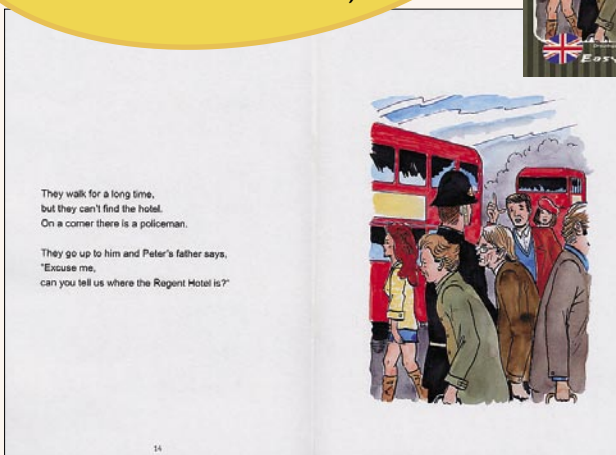 Easy
They walk for a long time,
but they can't find the hotel.
On a corner there is a policeman.
They go up to him and Peter's father says,
"Excuse me,
can you tell us where the Regent Hotel is?"
14